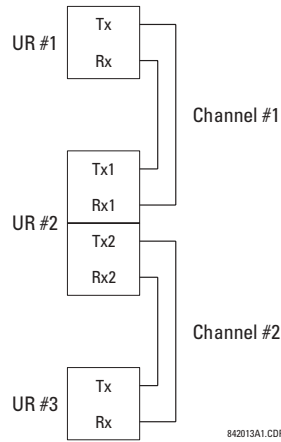 UR #1
Tx
Rx
Channel #1
UR #2
Tx1
Rx1
Tx2
Rx2
Channel #2
UR #3
Tx
Rx
842013A1.CDR